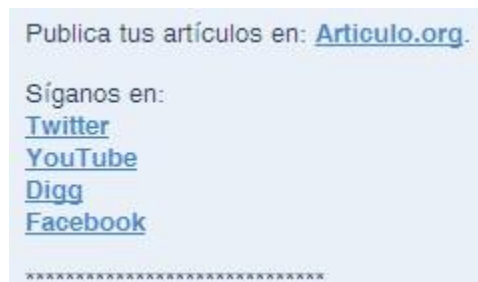 Publica tus artículos en: Articulo.org.
Síganos en:
Twitter
YouTube
Digg
Facebook
******************************